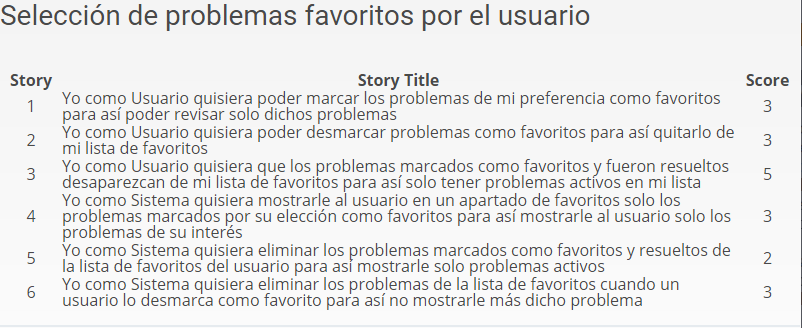 Selección de problemas favoritos por el usuario
Story Story Title Score
1 Yo como Usuario quisiera poder marcar los problemas de mi preferencia como favoritos 3
para así poder revisar solo dichos problemas
2 Yo como Usuario quisiera poder desmarcar problemas como favoritos para así quitarlo de 3
mi lista de favoritos
3 Yo como Usuario quisiera que los problemas marcados como favoritos y fueron resueltos 5
desaparezcan de mi lista de favoritos para así solo tener problemas activos en mi lista
Yo como Sistema quisiera mostrarle al usuario en un apartado de favoritos solo los
4 problemas marcados por su elección como favoritos para así mostrarle al usuario solo los 3
problemas de su interés
5 Yo como Sistema quisiera eliminar los problemas marcados como favoritos y resueltos de 2
la lista de favoritos del usuario para así mostrarle solo problemas activos
6 Yo como Sistema quisiera eliminar los problemas de la lista de favoritos cuando un 3
usuario lo desmarca como favorito para así no mostrarle más dicho problema